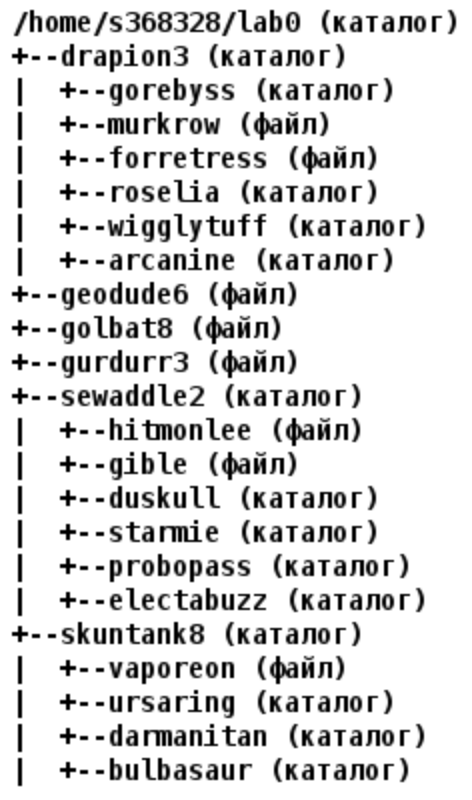 /home/s368328/lab0 (каталог)
+--drapion3 (каталог)
|  +--gorebyss (каталог)
|  +--murkrow (файл)
|  +--forretress (файл)
|  +--roselia (каталог)
|  +--wigglytuff (каталог)
|  +--arcanine (каталог)
+--geodude6 (файл)
+--golbat8 (файл)
+--gurdurr3 (файл)
+--sewaddle2 (каталог)
|  +--hitmonlee (файл)
|  +--gible (файл)
|  +--duskull (каталог)
|  +--starmie (каталог)
|  +--probopass (каталог)
|  +--electabuzz (каталог)
+--skuntank8 (каталог)
|  +--vaporeon (файл)
|  +--ursaring (каталог)
|  +--darmanitan (каталог)
|  +--bulbasaur (каталог)